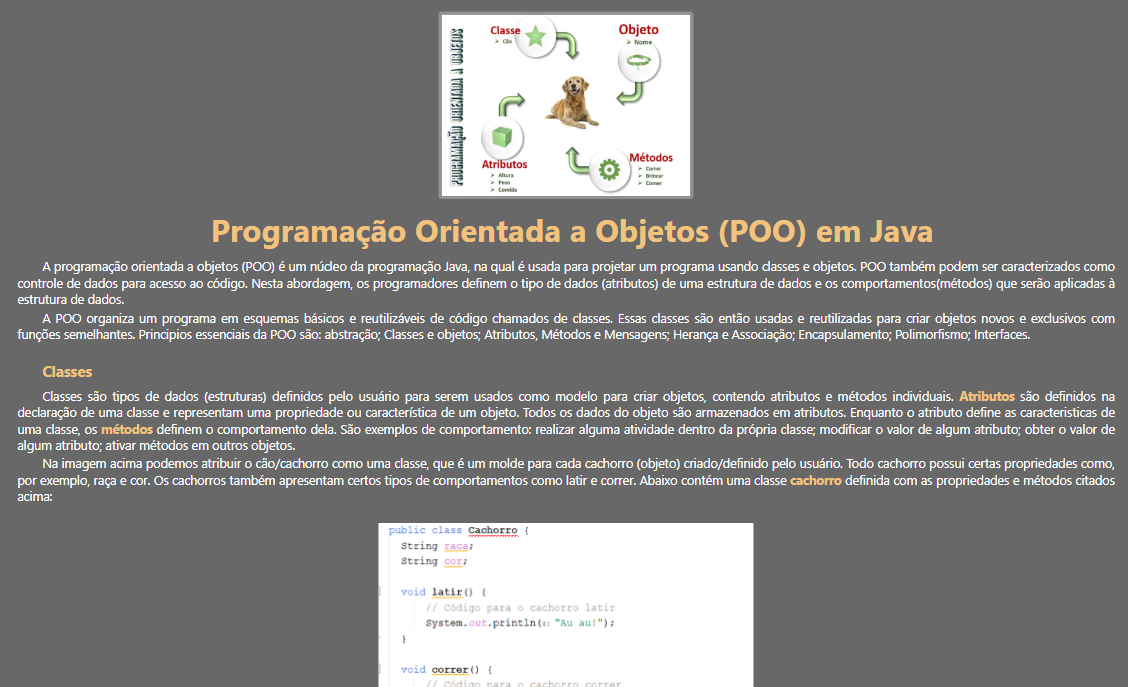 PROGRAMAÇÃO ORIENTADA A OBJETOS
Classe
➢ Cão
Objeto
➢ Nome
Atributos
➢ Altura
➢ Peso
➢ Comida
Métodos
➢ Correr
➢ Brincar
➢ Comer
Programação Orientada a Objetos (POO) em Java
A programação orientada a objetos (POO) é um núcleo da programação Java, na qual é usada para projetar um programa usando classes e objetos. POO também podem ser caracterizados como
controle de dados para acesso ao código. Nesta abordagem, os programadores definem o tipo de dados (atributos) de uma estrutura de dados e os comportamentos(métodos) que serão aplicadas à
estrutura de dados.
A POO organiza um programa em esquemas básicos e reutilizáveis de código chamados de classes. Essas classes são então usadas e reutilizadas para criar objetos novos e exclusivos com
funções semelhantes. Principios essenciais da POO são: abstração; Classes e objetos; Atributos, Métodos e Mensagens; Herança e Associação; Encapsulamento; Polimorfismo; Interfaces.
Classes
Classes são tipos de dados (estruturas) definidos pelo usuário para serem usados como modelo para criar objetos, contendo atributos e métodos individuais. Atributos são definidos na
declaração de uma classe e representam uma propriedade ou característica de um objeto. Todos os dados do objeto são armazenados em atributos. Enquanto o atributo define as caracteristicas de
uma classe, os métodos definem o comportamento dela. São exemplos de comportamento: realizar alguma atividade dentro da própria classe; modificar o valor de algum atributo; obter o valor de
algum atributo; ativar métodos em outros objetos.
Na imagem acima podemos atribuir o cão/cachorro como uma classe, que é um molde para cada cachorro (objeto) criado/definido pelo usuário. Todo cachorro possui certas propriedades como,
por exemplo, raça e cor. Os cachorros também apresentam certos tipos de comportamentos como latir e correr. Abaixo contém uma classe cachorro definida com as propriedades e métodos citados
acima:
public class Cachorro {
String raca;
String cor;
void latir() {
// Código para o cachorro latir
System.out.println(x: "Au au!");
}
void correr() {
// Código para o cachorro correr